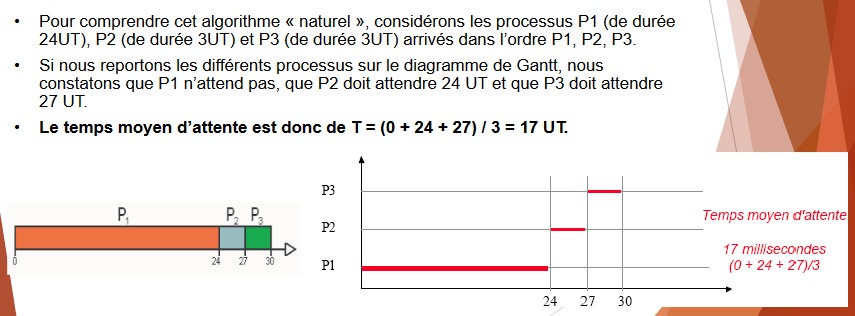 • Pour comprendre cet algorithme « naturel », considérons les processus P1 (de durée
24UT), P2 (de durée 3UT) et P3 (de durée 3UT) arrivés dans l'ordre P1, P2, P3.
• Si nous reportons les différents processus sur le diagramme de Gantt, nous
constatons que P1 n'attend pas, que P2 doit attendre 24 UT et que P3 doit attendre
27 UT.
• Le temps moyen d'attente est donc de T = (0 + 24 + 27) / 3 = 17 UT.
P1 P2 P3
0 24 27 30
P3
P2
P1
24 27 30
Temps moyen d'attente
17 millisecondes
(0 + 24 + 27)/3